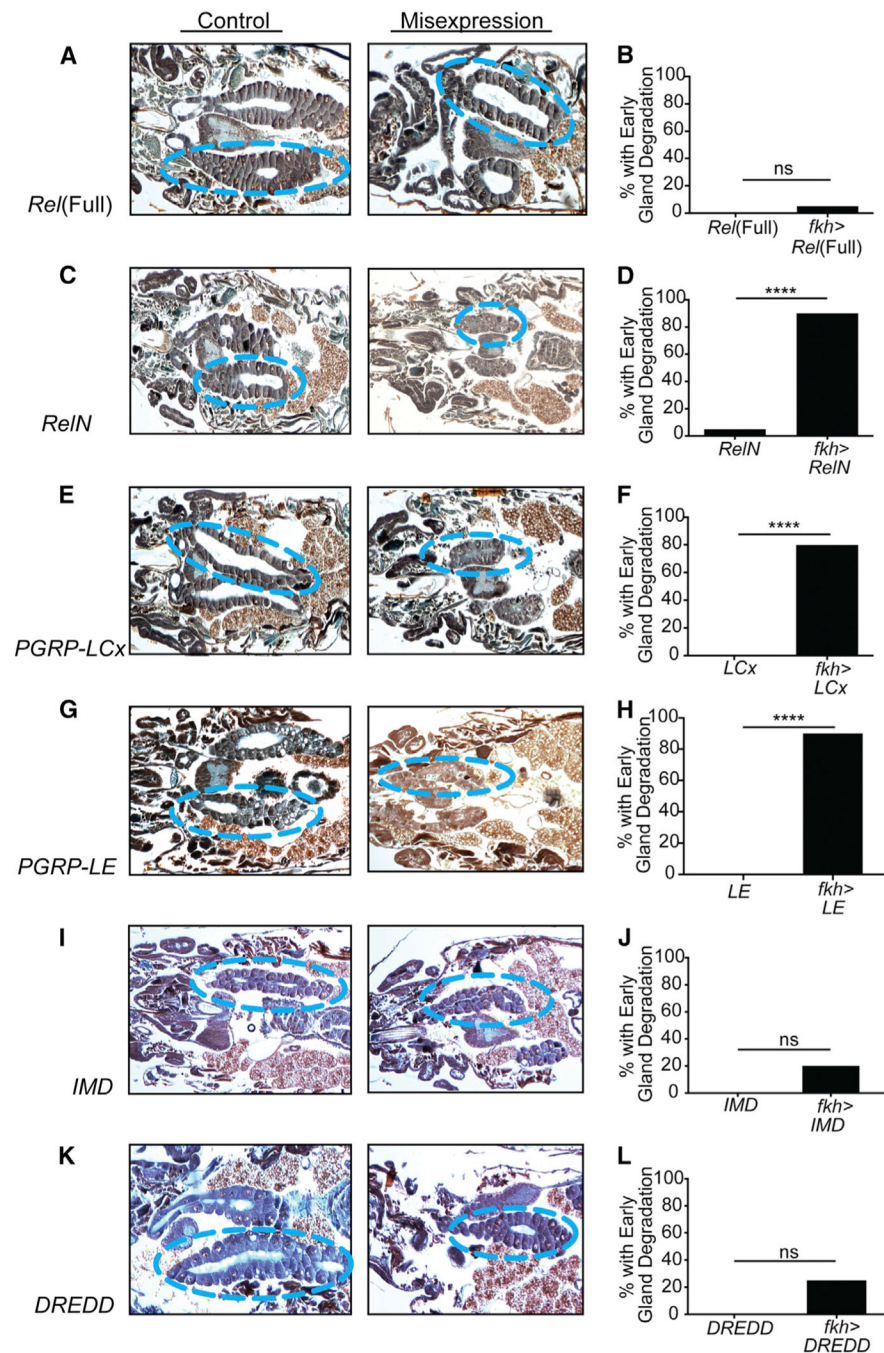 Control
Misexpression
A
Rel(Full)
B
% with Early
Gland Degradation
100
80
60
40
20
0
ns
Rel(Full)
fkh>
Rel(Full)
C
RelN
D
% with Early
Gland Degradation
100
80
60
40
20
0
****
RelN
fkh>
RelN
E
PGRP-LCx
F
% with Early
Gland Degradation
100
80
60
40
20
0
****
LCx
fkh>
LCx
G
PGRP-LE
H
% with Early
Gland Degradation
100
80
60
40
20
0
****
LE
fkh>
LE
I
IMD
J
% with Early
Gland Degradation
100
80
60
40
20
0
ns
IMD
fkh>
IMD
K
DREDD
L
% with Early
Gland Degradation
100
80
60
40
20
0
ns
DREDD
fkh>
DREDD